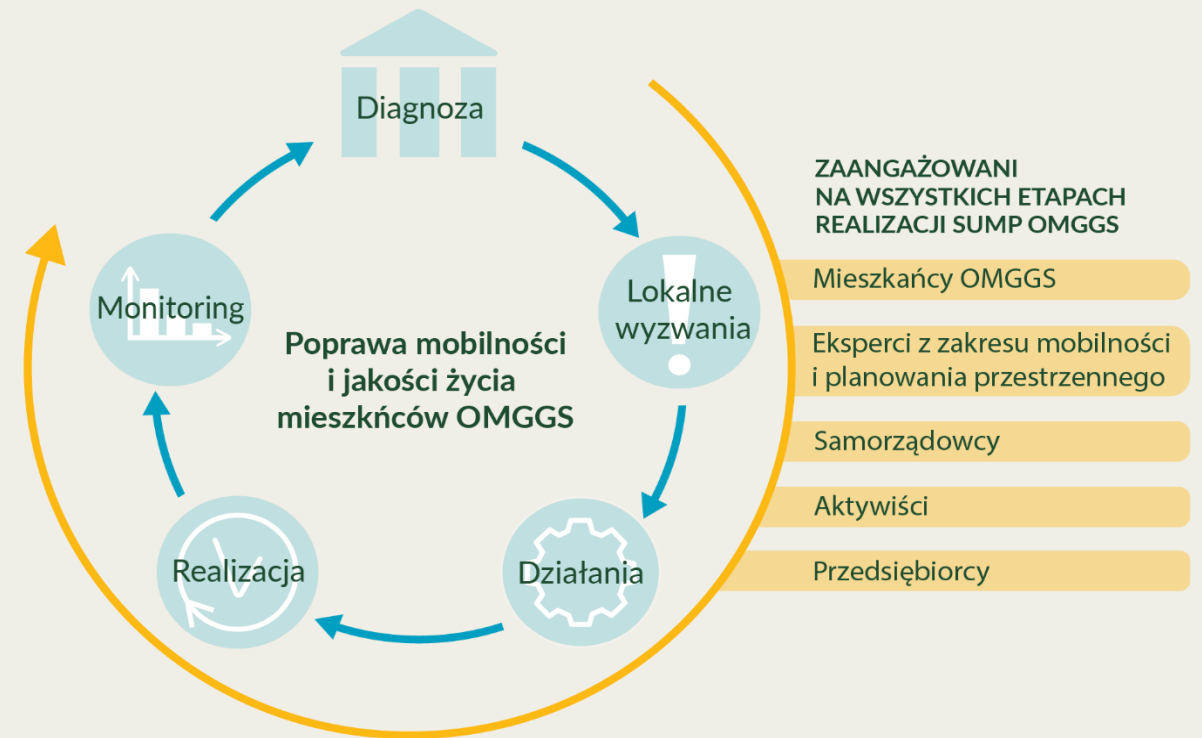 Diagnoza
Lokalne
wyzwania
Działania
Realizacja
Monitoring
Poprawa mobilności
i jakości życia
mieszkńców OMGGS
ZAANGAŻOWANI
NA WSZYSTKICH ETAPACH
REALIZACJI SUMP OMGGS
Mieszkańcy OMGGS
Eksperci z zakresu mobilności
i planowania przestrzennego
Samorządowcy
Aktywiści
Przedsiębiorcy